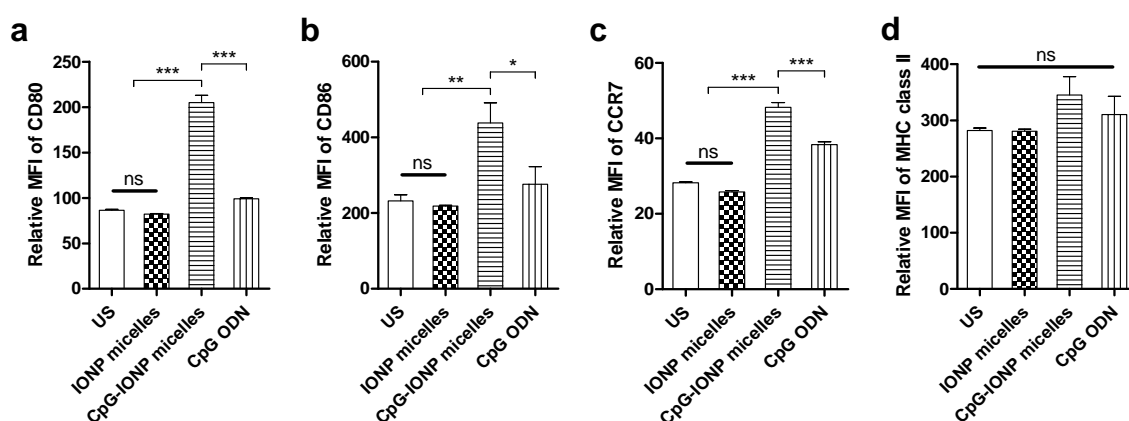 a
Relative MFI of CD80
250
200
150
100
50
0
ns
***
***
US
IONP micelles
CpG-IONP micelles
CpG ODN
b
Relative MFI of CD86
600
400
200
0
ns
**
*
US
IONP micelles
CpG-IONP micelles
CpG ODN
c
Relative MFI of CCR7
60
40
20
0
ns
***
***
US
IONP micelles
CpG-IONP micelles
CpG ODN
d
Relative MFI of MHC class II
400
300
200
100
0
ns
US
IONP micelles
CpG-IONP micelles
CpG ODN